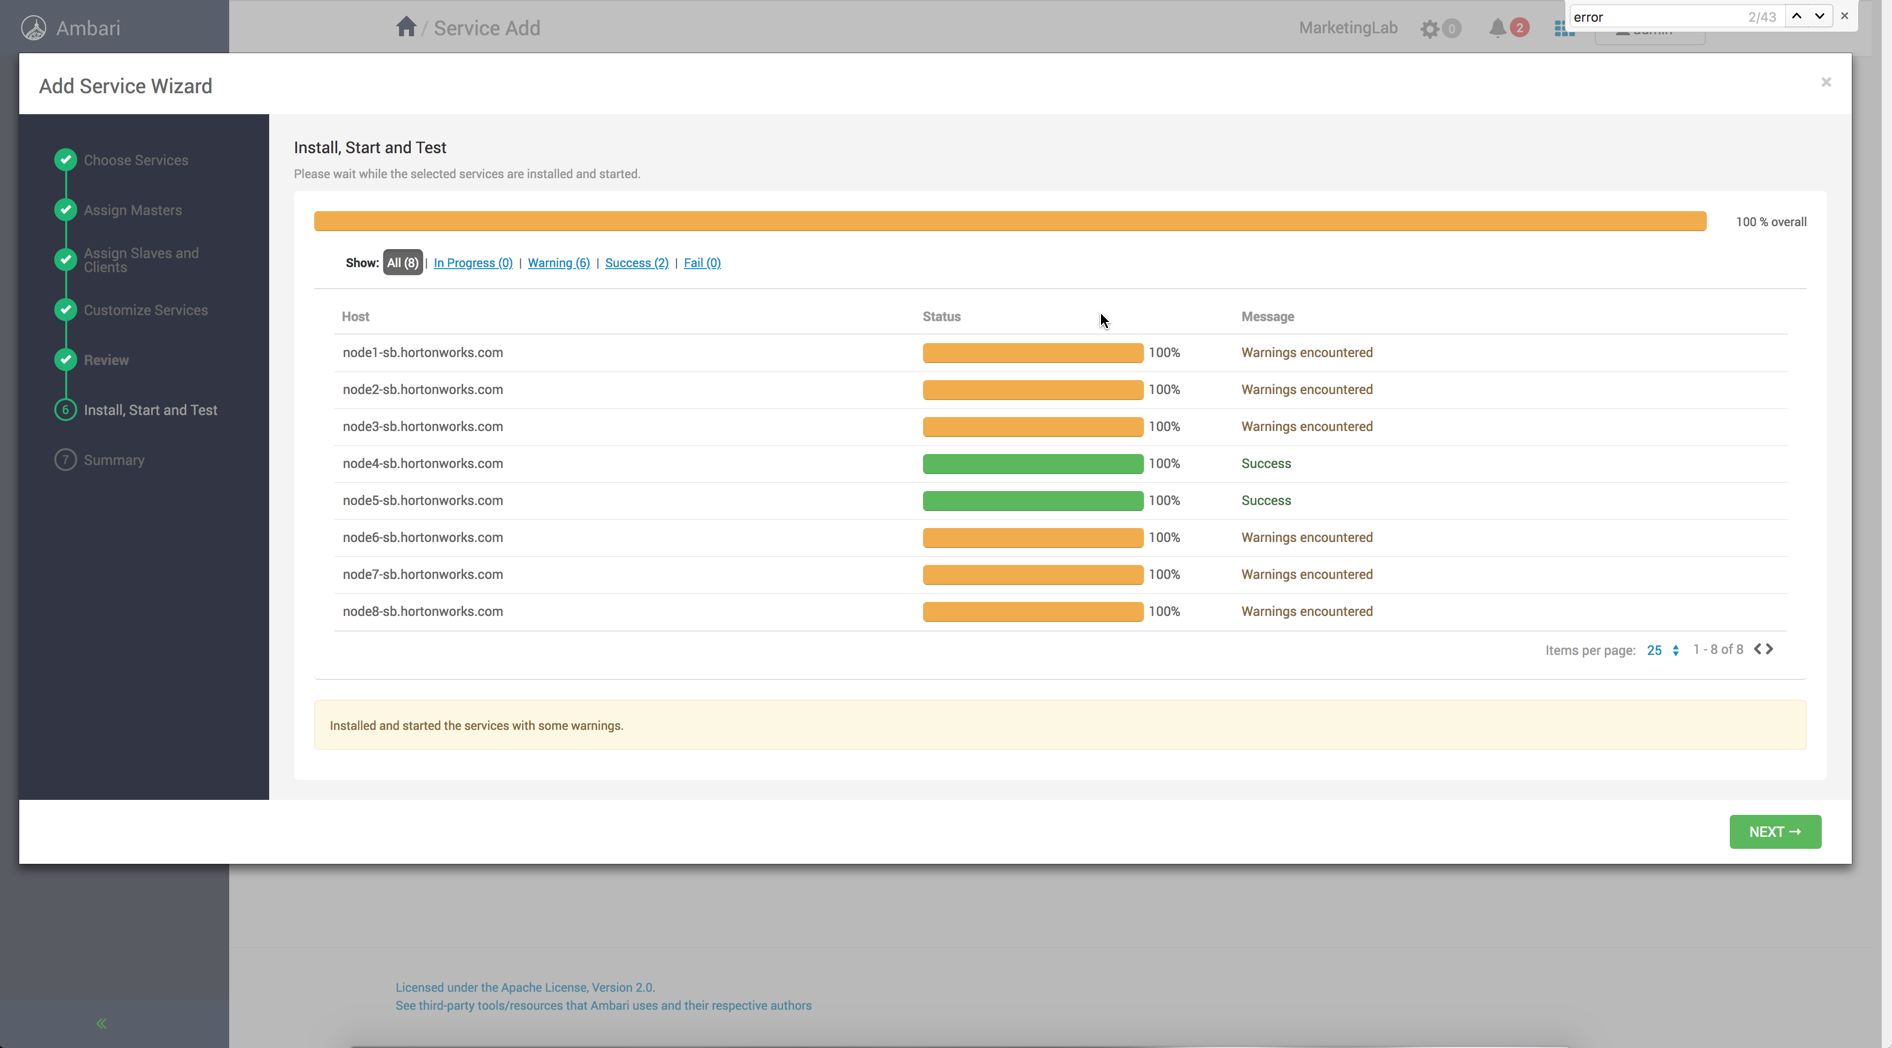 Ambari
/ Service Add
MarketingLab
0
2
error
2/43
Add Service Wizard
×
Choose Services
Assign Masters
Assign Slaves and
Clients
Customize Services
Review
6 Install, Start and Test
7 Summary
Install, Start and Test
Please wait while the selected services are installed and started.
100 % overall
Show: All (8) | In Progress (0) | Warning (6) | Success (2) | Fail (0)
Host Status Message
node1-sb.hortonworks.com 100% Warnings encountered
node2-sb.hortonworks.com 100% Warnings encountered
node3-sb.hortonworks.com 100% Warnings encountered
node4-sb.hortonworks.com 100% Success
node5-sb.hortonworks.com 100% Success
node6-sb.hortonworks.com 100% Warnings encountered
node7-sb.hortonworks.com 100% Warnings encountered
node8-sb.hortonworks.com 100% Warnings encountered
Items per page: 25 1 - 8 of 8
Installed and started the services with some warnings.
NEXT →
Licensed under the Apache License, Version 2.0.
See third-party tools/resources that Ambari uses and their respective authors